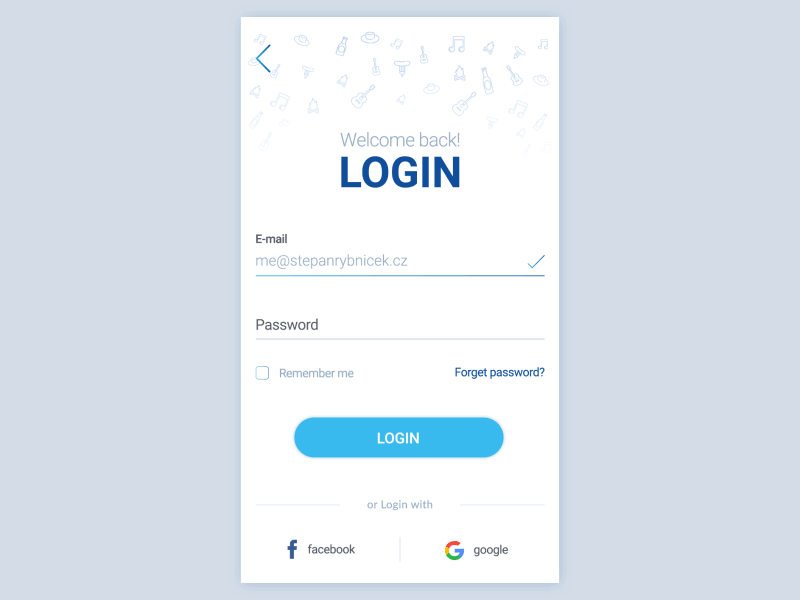 Welcome back!
LOGIN
E-mail
me@stepanrybnicek.cz
Password
Remember me
Forget password?
LOGIN
or Login with
facebook
google